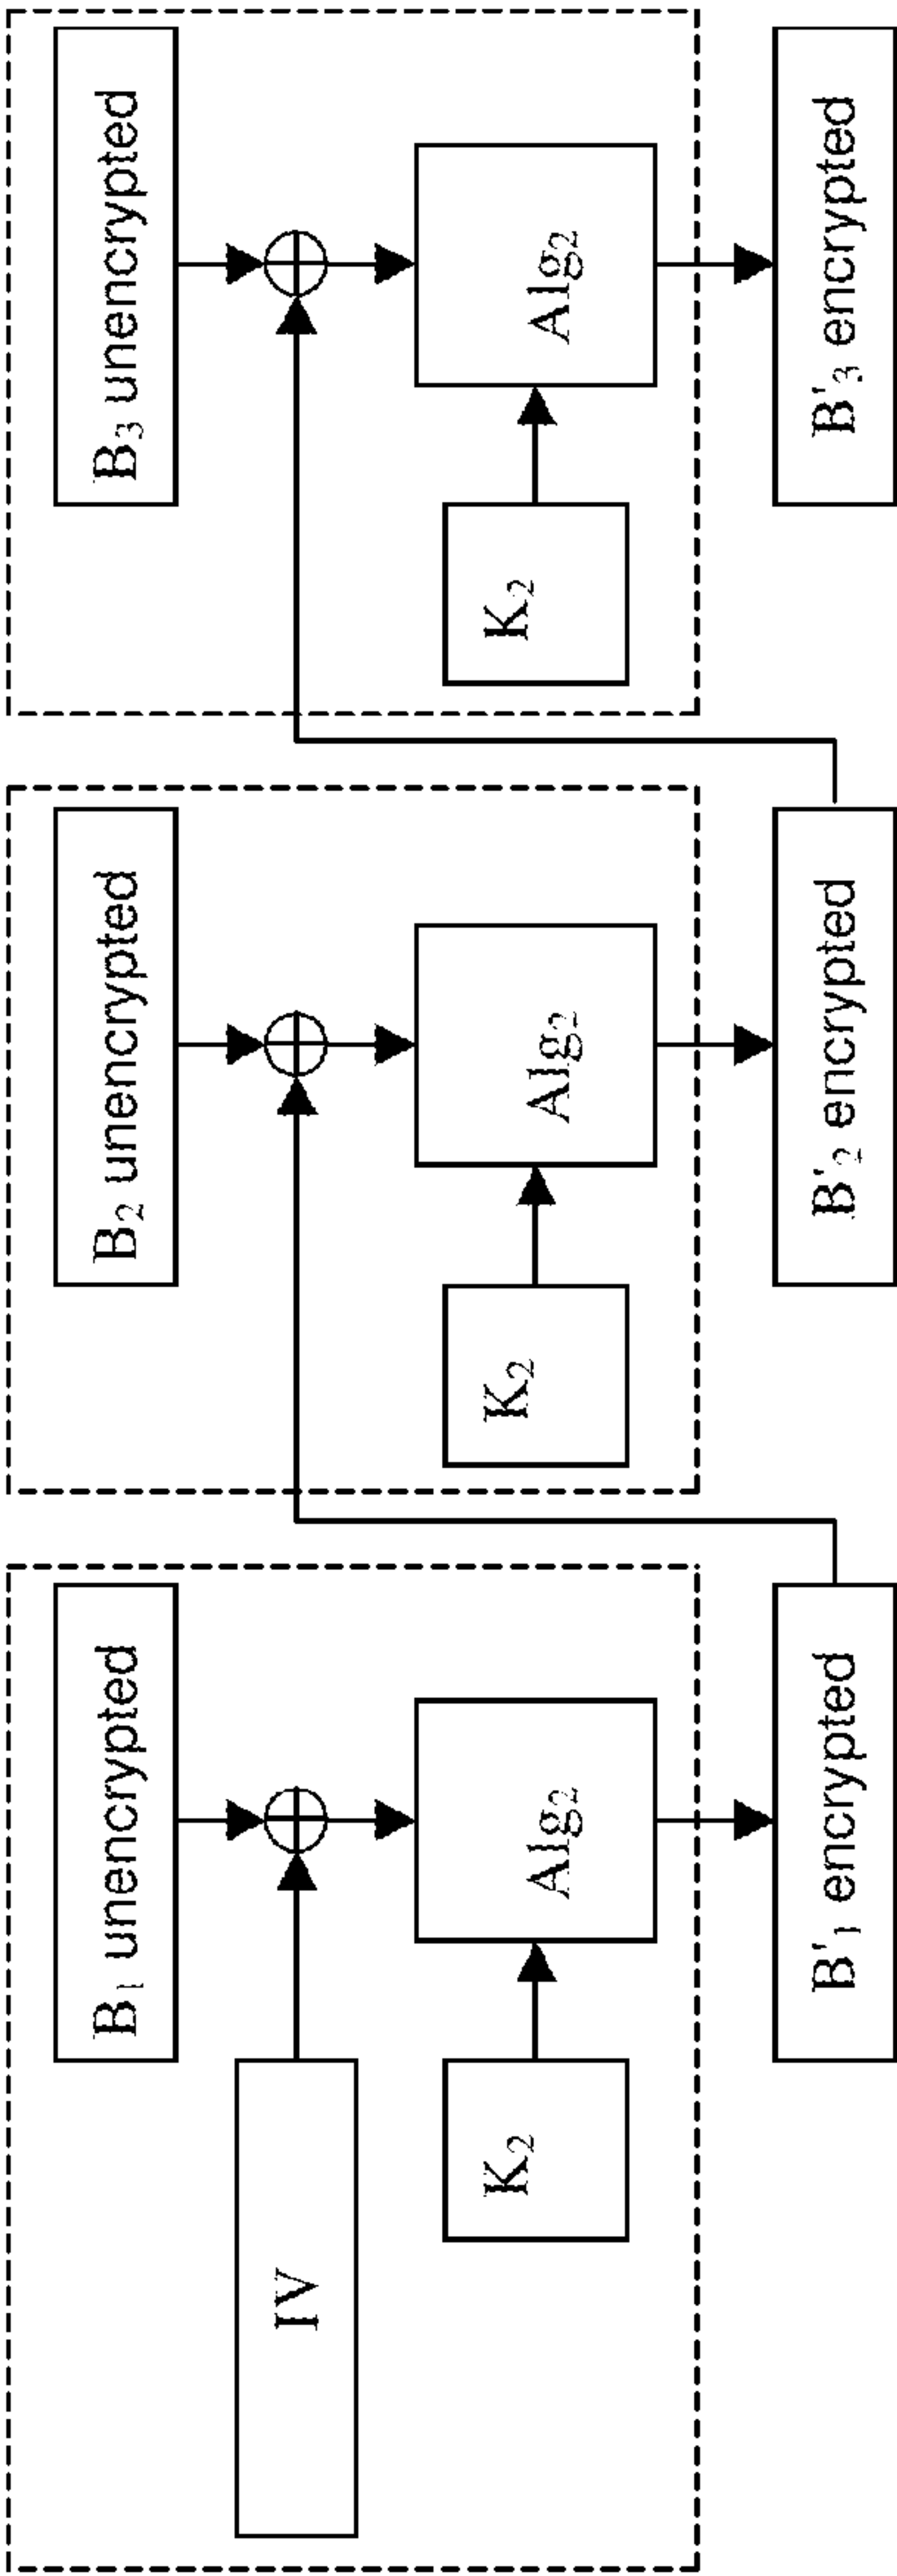 B₁ unencrypted
B₂ unencrypted
B₃ unencrypted
IV
K₂
Alg₂
K₂
Alg₂
K₂
Alg₂
B'₁ encrypted
B'₂ encrypted
B'₃ encrypted